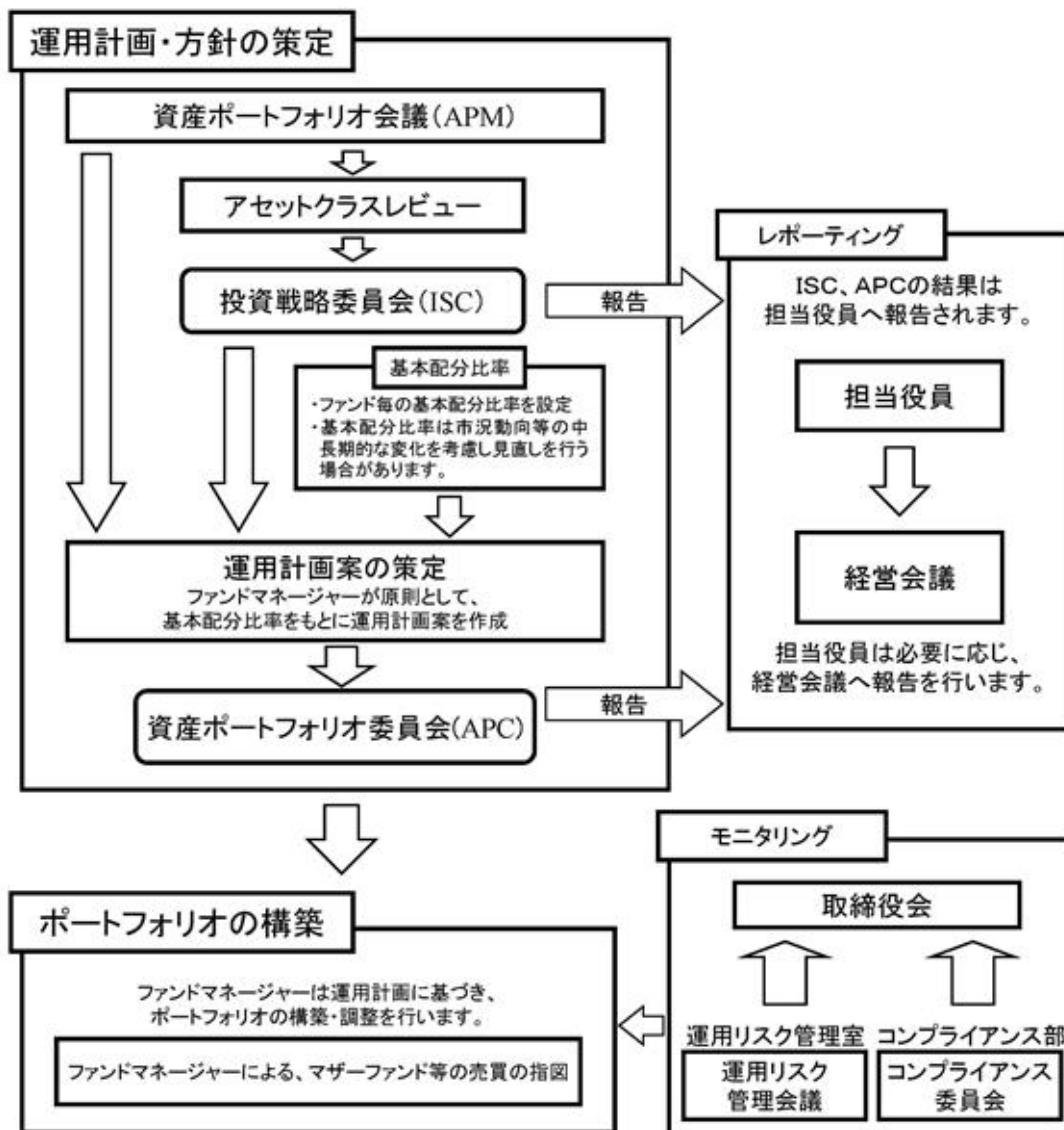 運用計画・方針の策定
資産ポートフォリオ会議(APM)
アセットクラスレビュー
投資戦略委員会(ISC)
報告
基本配分比率
・ファンド毎の基本配分比率を設定
・基本配分比率は市況動向等の中
長期的な変化を考慮し見直しを行う
場合があります。
運用計画案の策定
ファンドマネージャーが原則として、
基本配分比率をもとに運用計画案を作成
資産ポートフォリオ委員会(APC)
報告
レポーティング
ISC、APCの結果は
担当役員へ報告されます。
担当役員
経営会議
担当役員は必要に応じ、
経営会議へ報告を行います。
ポートフォリオの構築
ファンドマネージャーは運用計画に基づき、
ポートフォリオの構築・調整を行います。
ファンドマネージャーによる、マザーファンド等の売買の指図
モニタリング
取締役会
運用リスク管理室
運用リスク
管理会議
コンプライアンス部
コンプライアンス
委員会